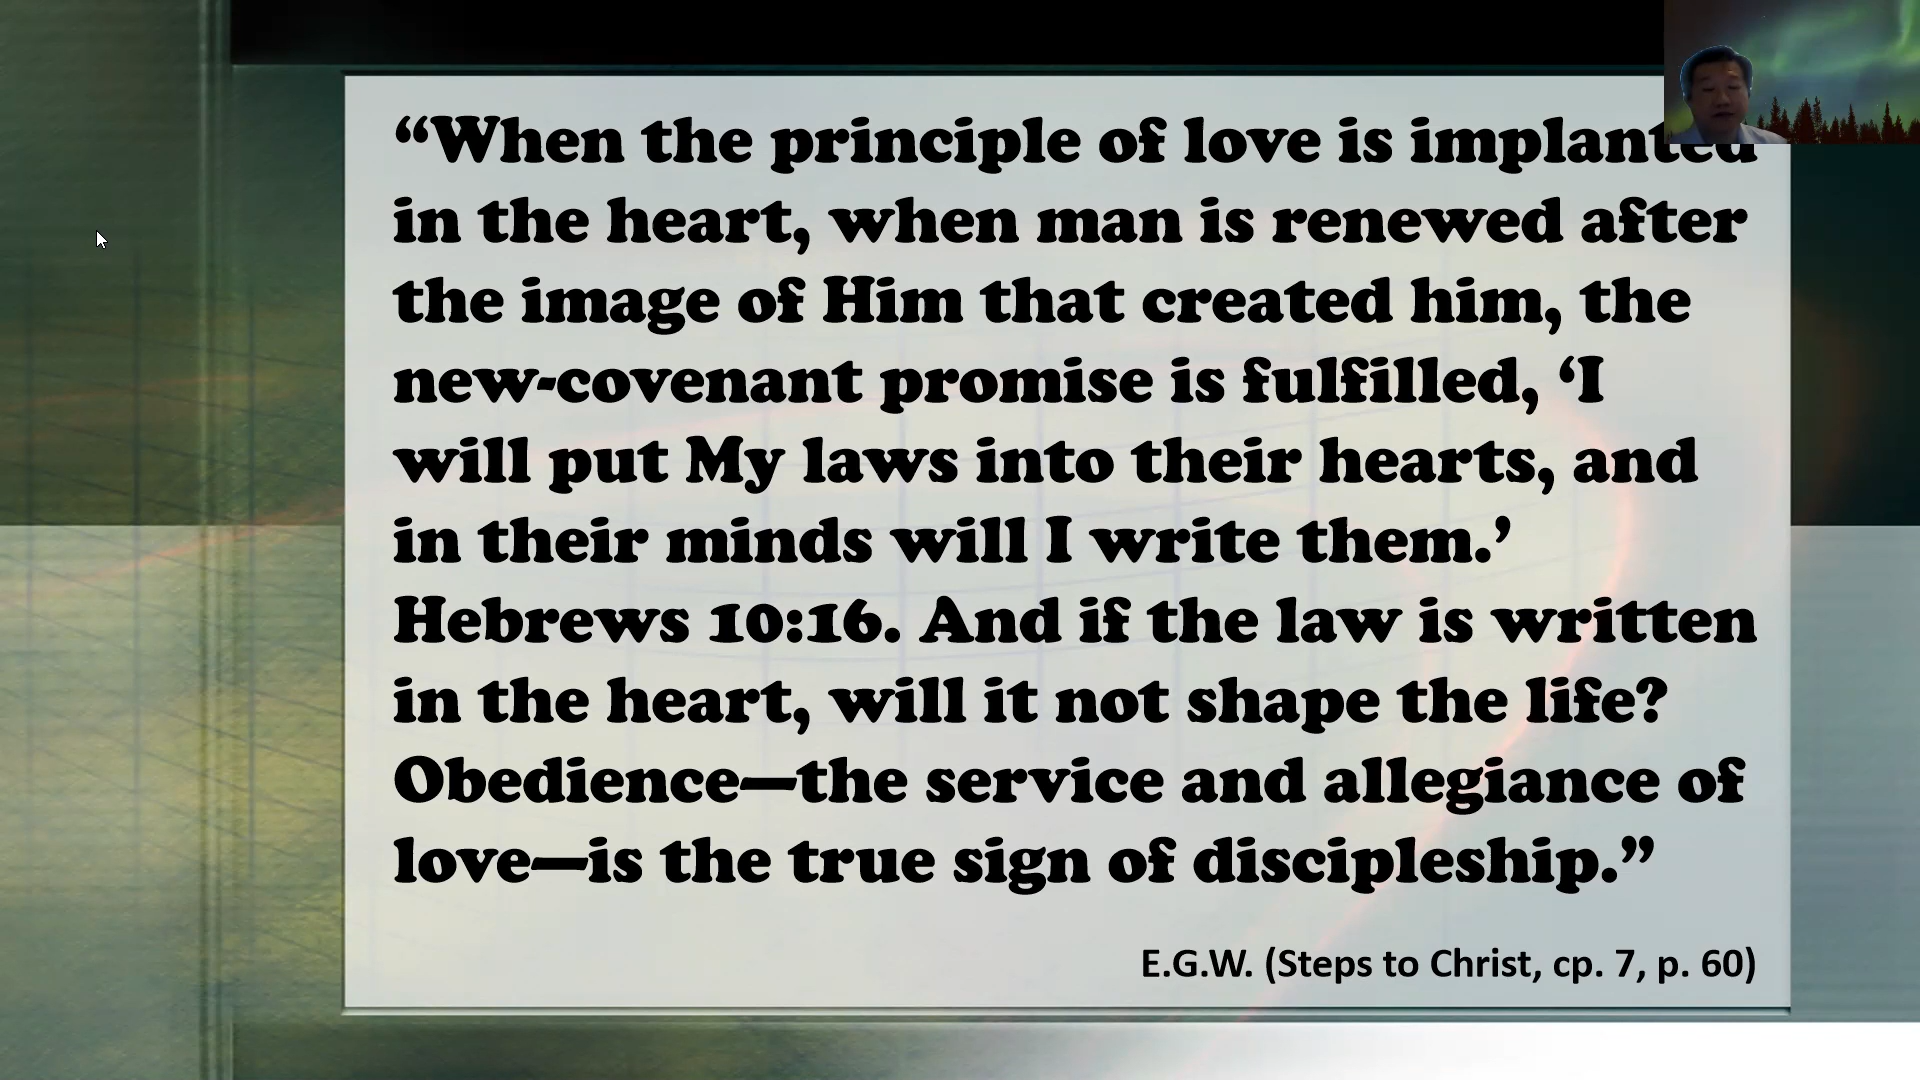 “When the principle of love is implanted
in the heart, when man is renewed after
the image of Him that created him, the
new-covenant promise is fulfilled, ‘I
will put My laws into their hearts, and
in their minds will I write them.’
Hebrews 10:16. And if the law is written
in the heart, will it not shape the life?
Obedience—the service and allegiance of
love—is the true sign of discipleship.”
E.G.W. (Steps to Christ, cp. 7, p. 60)